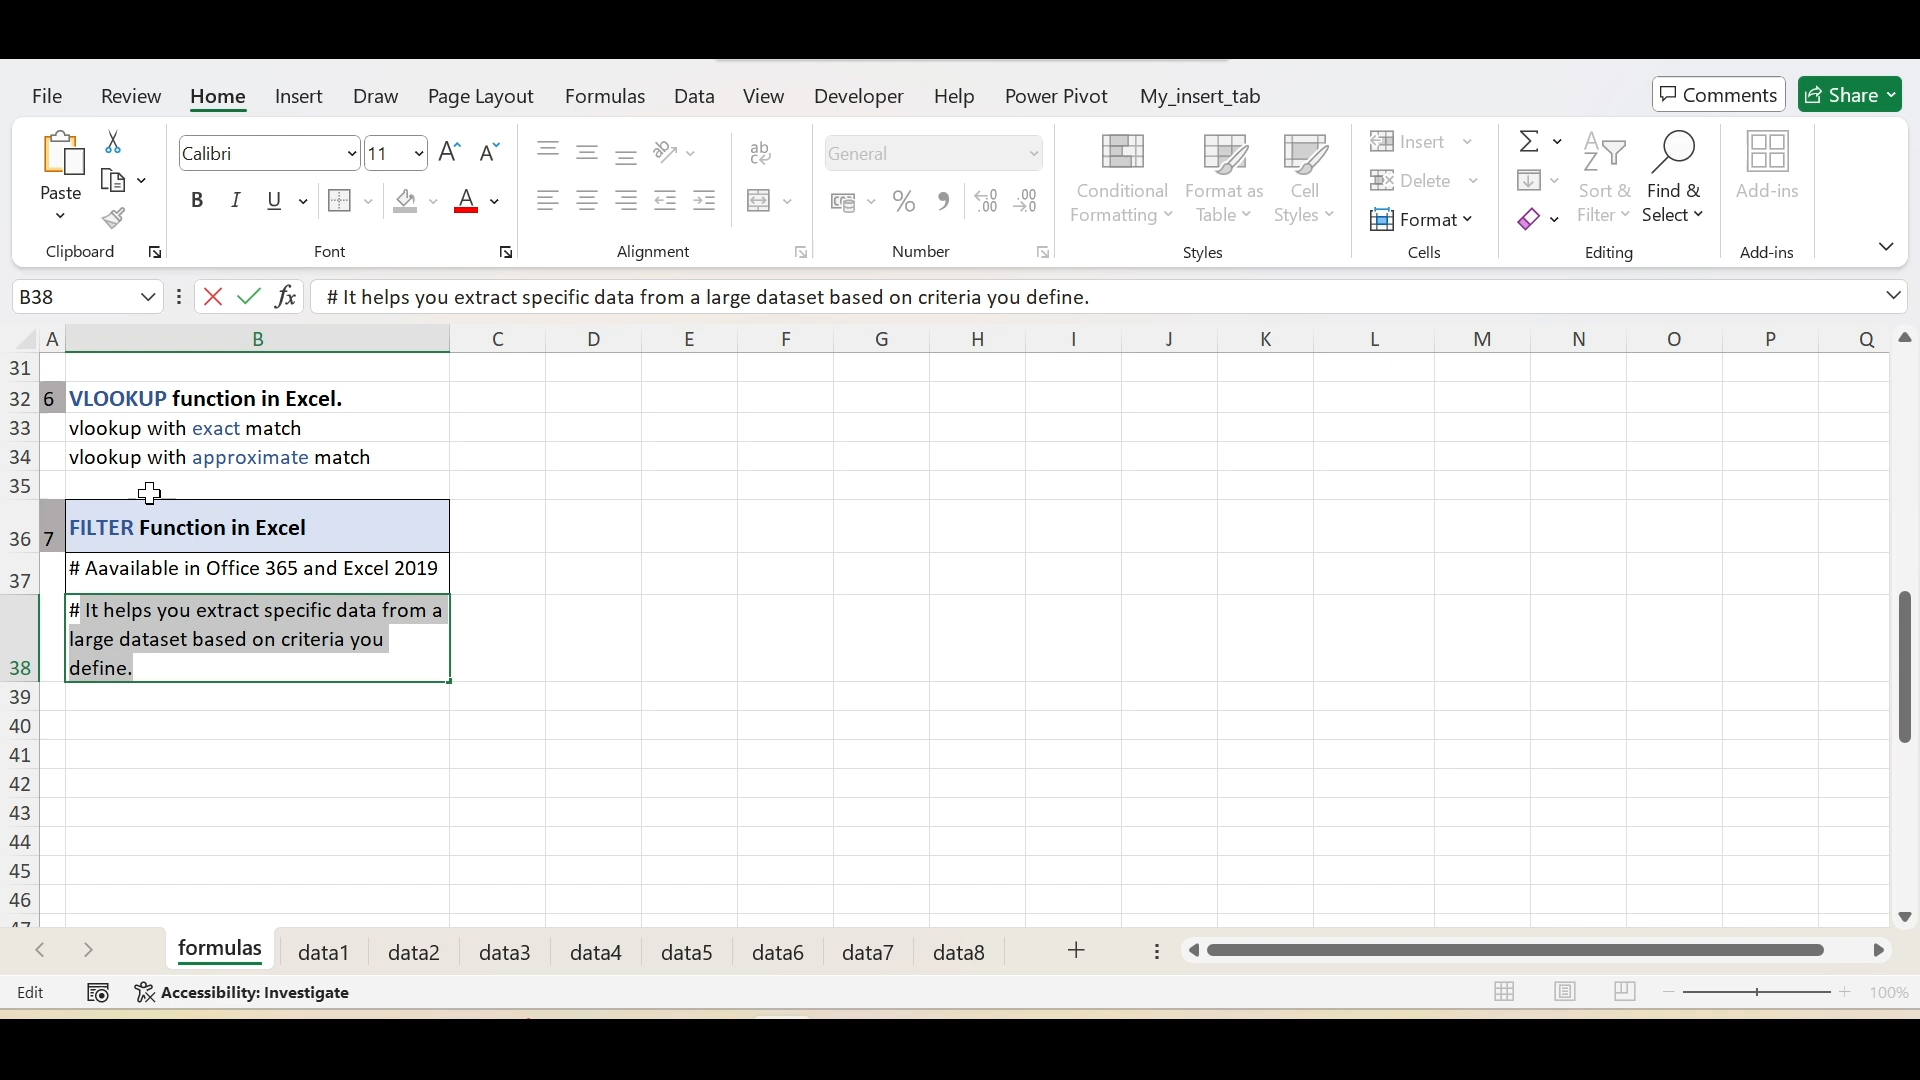 File Review Home Insert Draw Page Layout Formulas Data View Developer Help Power Pivot My_insert_tab Comments Share
Paste
Clipboard
Calibri 11 A^ A˅
B I U A
Font
ab
Alignment
General
% , .00 .00
Number
Conditional Formatting
Format as Table
Cell Styles
Styles
Insert
Delete
Format
Cells
Σ
Sort & Filter
Find & Select
Editing
Add-ins
Add-ins
B38 fx # It helps you extract specific data from a large dataset based on criteria you define.
A B C D E F G H I J K L M N O P Q
31
32 6 VLOOKUP function in Excel.
33 vlookup with exact match
34 vlookup with approximate match
35
36 7 FILTER Function in Excel
37 # Aavailable in Office 365 and Excel 2019
# It helps you extract specific data from a
large dataset based on criteria you
38 define.
39
40
41
42
43
44
45
46
47
formulas data1 data2 data3 data4 data5 data6 data7 data8
Edit Accessibility: Investigate 100%